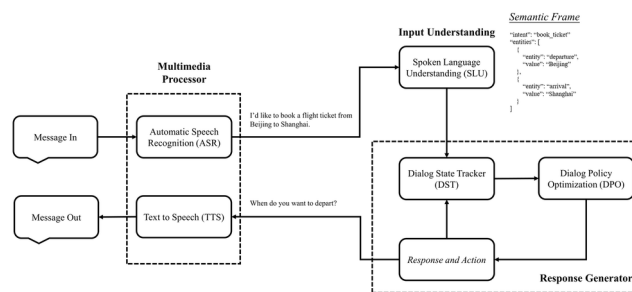 Semantic Frame
Input Understanding
"intent": "book_ticket"
"entities": [
{
"entity": "departure",
"value": "Beijing"
},
{
"entity": "arrival",
"value": "Shanghai"
}
]
Spoken Language
Understanding (SLU)
Multimedia
Processor
I'd like to book a flight ticket from
Beijing to Shanghai.
Message In
Automatic Speech
Recognition (ASR)
Dialog State Tracker
(DST)
Dialog Policy
Optimization (DPO)
When do you want to depart?
Message Out
Text to Speech (TTS)
Response and Action
Response Generator